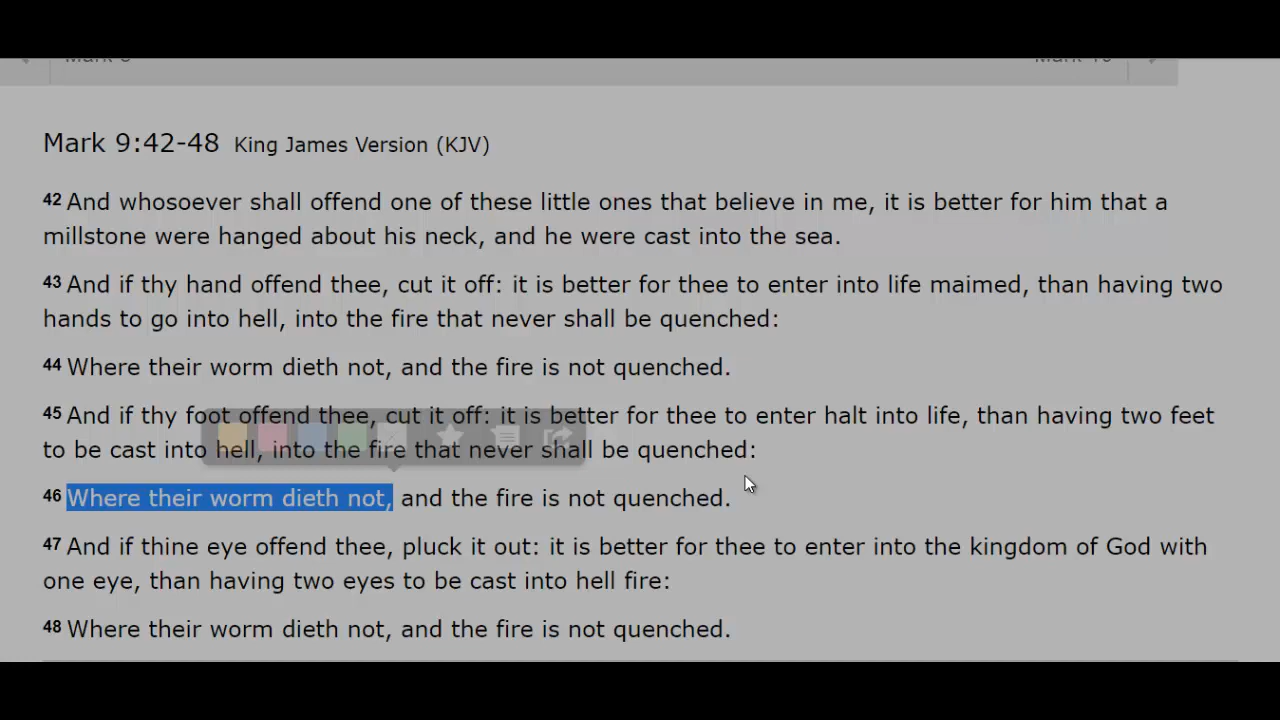 Mark 9:42-48 King James Version (KJV)
42 And whosoever shall offend one of these little ones that believe in me, it is better for him that a
millstone were hanged about his neck, and he were cast into the sea.
43 And if thy hand offend thee, cut it off: it is better for thee to enter into life maimed, than having two
hands to go into hell, into the fire that never shall be quenched:
44 Where their worm dieth not, and the fire is not quenched.
45 And if thy foot offend thee, cut it off: it is better for thee to enter halt into life, than having two feet
to be cast into hell, into the fire that never shall be quenched:
46 Where their worm dieth not, and the fire is not quenched.
47 And if thine eye offend thee, pluck it out: it is better for thee to enter into the kingdom of God with
one eye, than having two eyes to be cast into hell fire:
48 Where their worm dieth not, and the fire is not quenched.